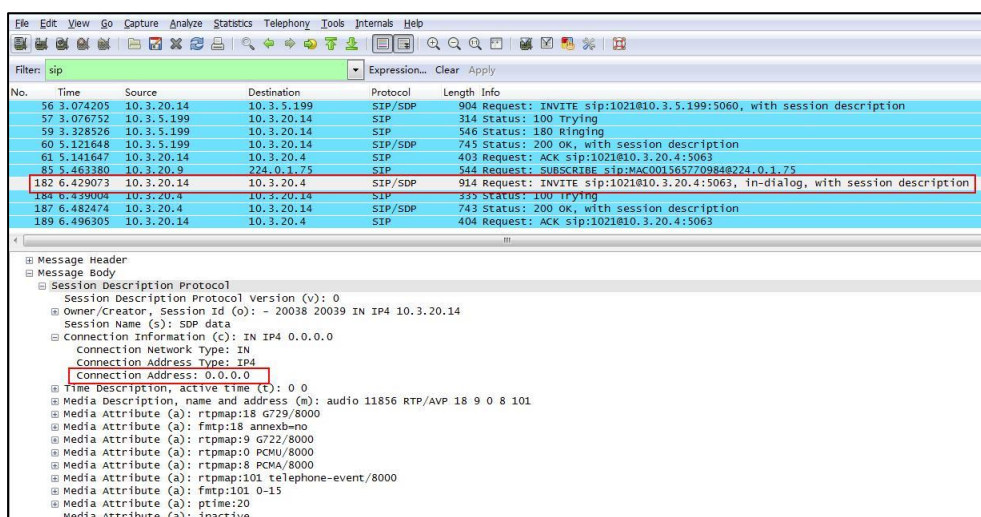 File Edit View Go Capture Analyze Statistics Telephony Tools Internals Help
Filter: sip Expression... Clear Apply
No. Time Source Destination Protocol Length Info
56 3.074205 10.3.20.14 10.3.5.199 SIP/SDP 904 Request: INVITE sip:1021@10.3.5.199:5060, with session description
57 3.076752 10.3.5.199 10.3.20.14 SIP 314 Status: 100 Trying
59 3.328526 10.3.5.199 10.3.20.14 SIP 546 Status: 180 Ringing
60 5.121648 10.3.5.199 10.3.20.14 SIP/SDP 745 Status: 200 OK, with session description
61 5.141647 10.3.20.14 10.3.20.4 SIP 403 Request: ACK sip:1021@10.3.20.4:5063
85 5.463380 10.3.20.9 224.0.1.75 SIP 544 Request: SUBSCRIBE sip:MAC001565770984@224.0.1.75
182 6.429073 10.3.20.14 10.3.20.4 SIP/SDP 914 Request: INVITE sip:1021@10.3.20.4:5063, in-dialog, with session description
184 6.439004 10.3.20.4 10.3.20.14 SIP 335 Status: 100 Trying
187 6.482474 10.3.20.4 10.3.20.14 SIP/SDP 743 Status: 200 OK, with session description
189 6.496305 10.3.20.14 10.3.20.4 SIP 404 Request: ACK sip:1021@10.3.20.4:5063
Message Header
Message Body
Session Description Protocol
Session Description Protocol Version (v): 0
Owner/Creator, Session Id (o): - 20038 20039 IN IP4 10.3.20.14
Session Name (s): SDP data
Connection Information (c): IN IP4 0.0.0.0
Connection Network Type: IN
Connection Address Type: IP4
Connection Address: 0.0.0.0
Time Description, active time (t): 0 0
Media Description, name and address (m): audio 11856 RTP/AVP 18 9 0 8 101
Media Attribute (a): rtpmap:18 G729/8000
Media Attribute (a): fmtp:18 annexb=no
Media Attribute (a): rtpmap:9 G722/8000
Media Attribute (a): rtpmap:0 PCMU/8000
Media Attribute (a): rtpmap:8 PCMA/8000
Media Attribute (a): rtpmap:101 telephone-event/8000
Media Attribute (a): fmtp:101 0-15
Media Attribute (a): ptime:20
Media Attribute (a): inactive